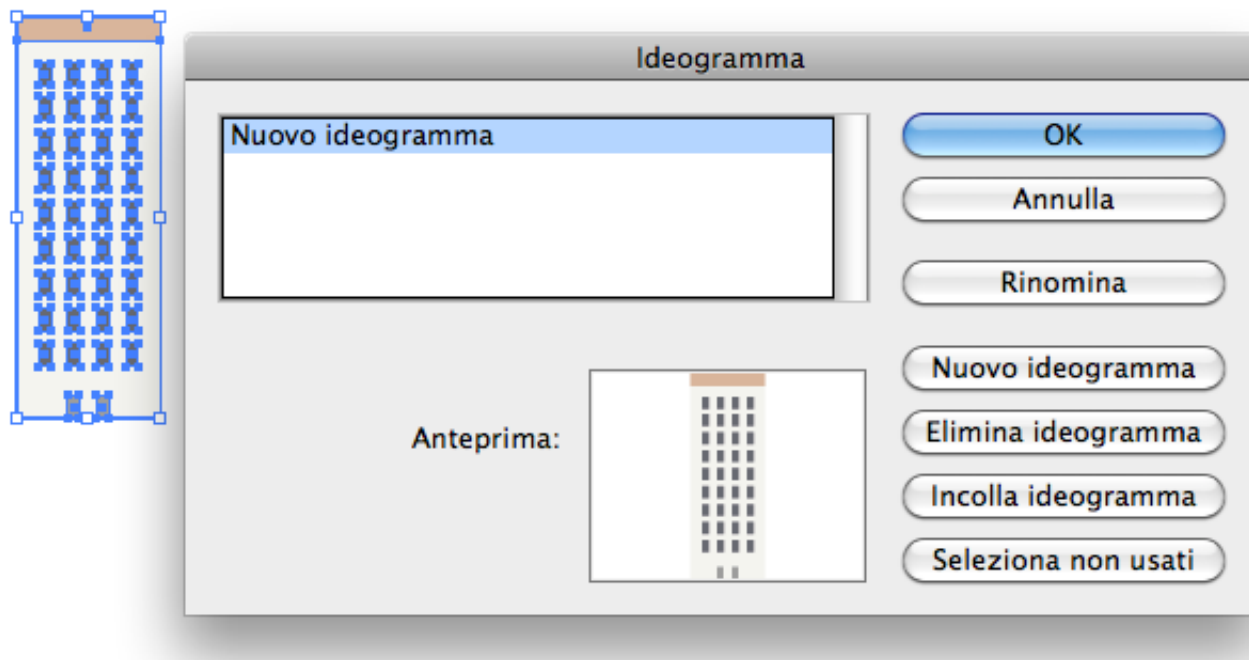 Ideogramma
Nuovo ideogramma
OK
Annulla
Rinomina
Nuovo ideogramma
Elimina ideogramma
Incolla ideogramma
Seleziona non usati
Anteprima: